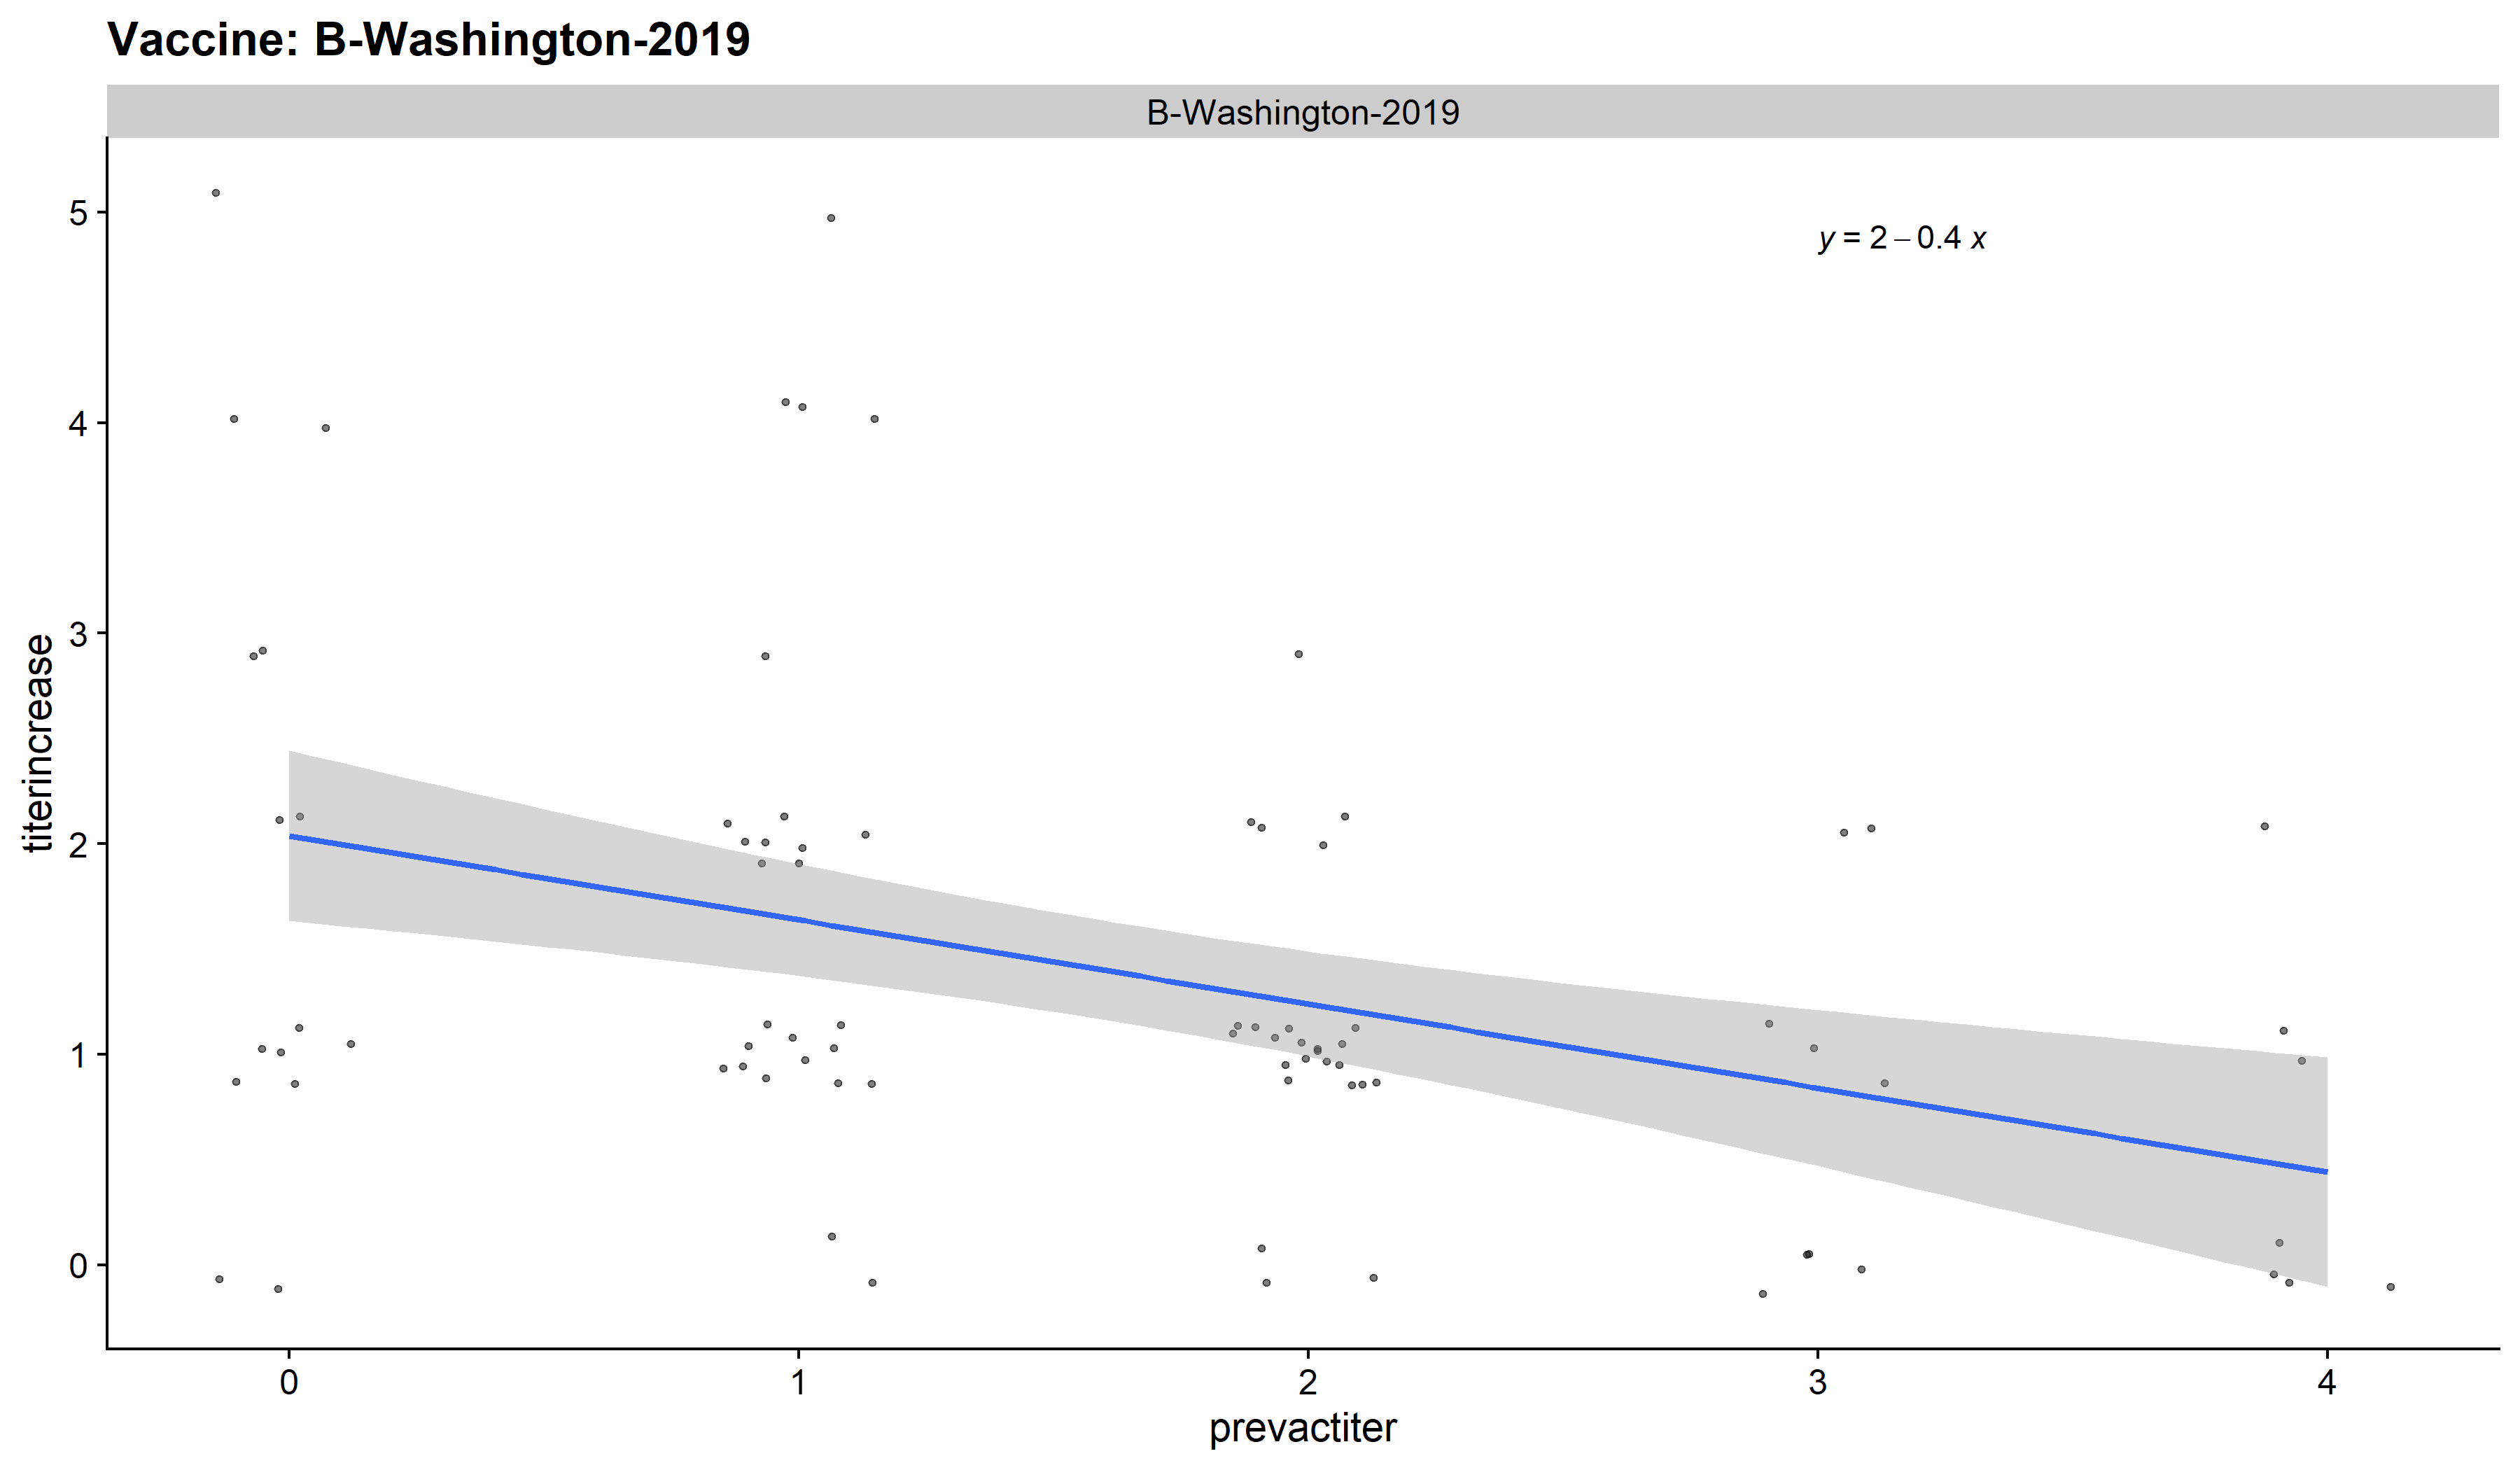 Vaccine: B-Washington-2019
B-Washington-2019
y = 2 – 0.4 x
titerincrease
5
4
3
2
1
0
0 1 2 3 4
prevactiter